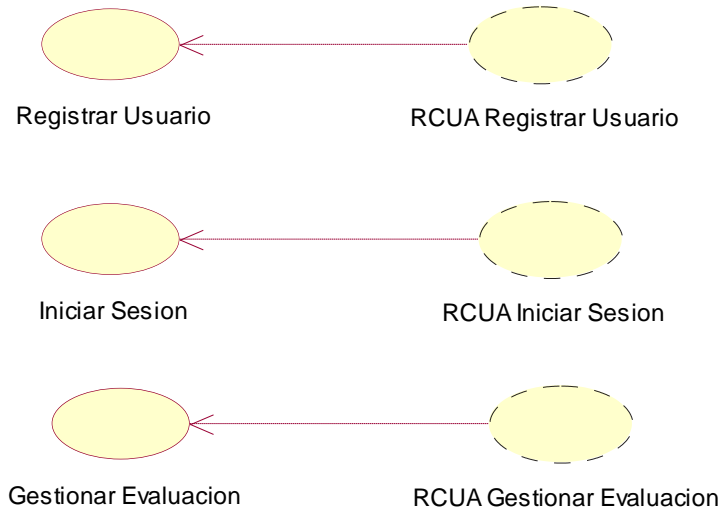 Registrar Usuario
RCUA Registrar Usuario
Iniciar Sesion
RCUA Iniciar Sesion
Gestionar Evaluacion
RCUA Gestionar Evaluacion